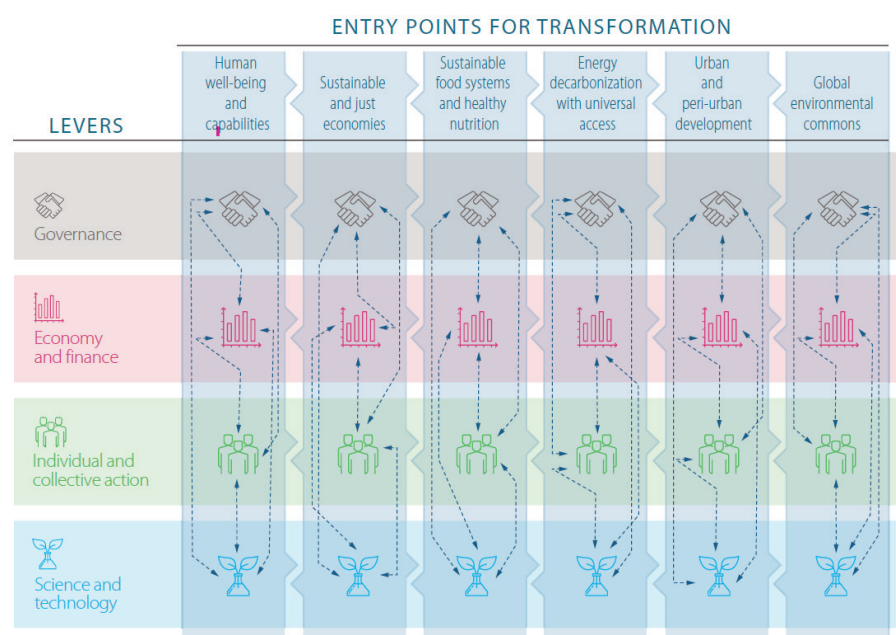 ENTRY POINTS FOR TRANSFORMATION
LEVERS
Human
well-being
and
capabilities
Sustainable
and just
economies
Sustainable
food systems
and healthy
nutrition
Energy
decarbonization
with universal
access
Urban
and
peri-urban
development
Global
environmental
commons
Governance
Economy
and finance
Individual and
collective action
Science and
technology